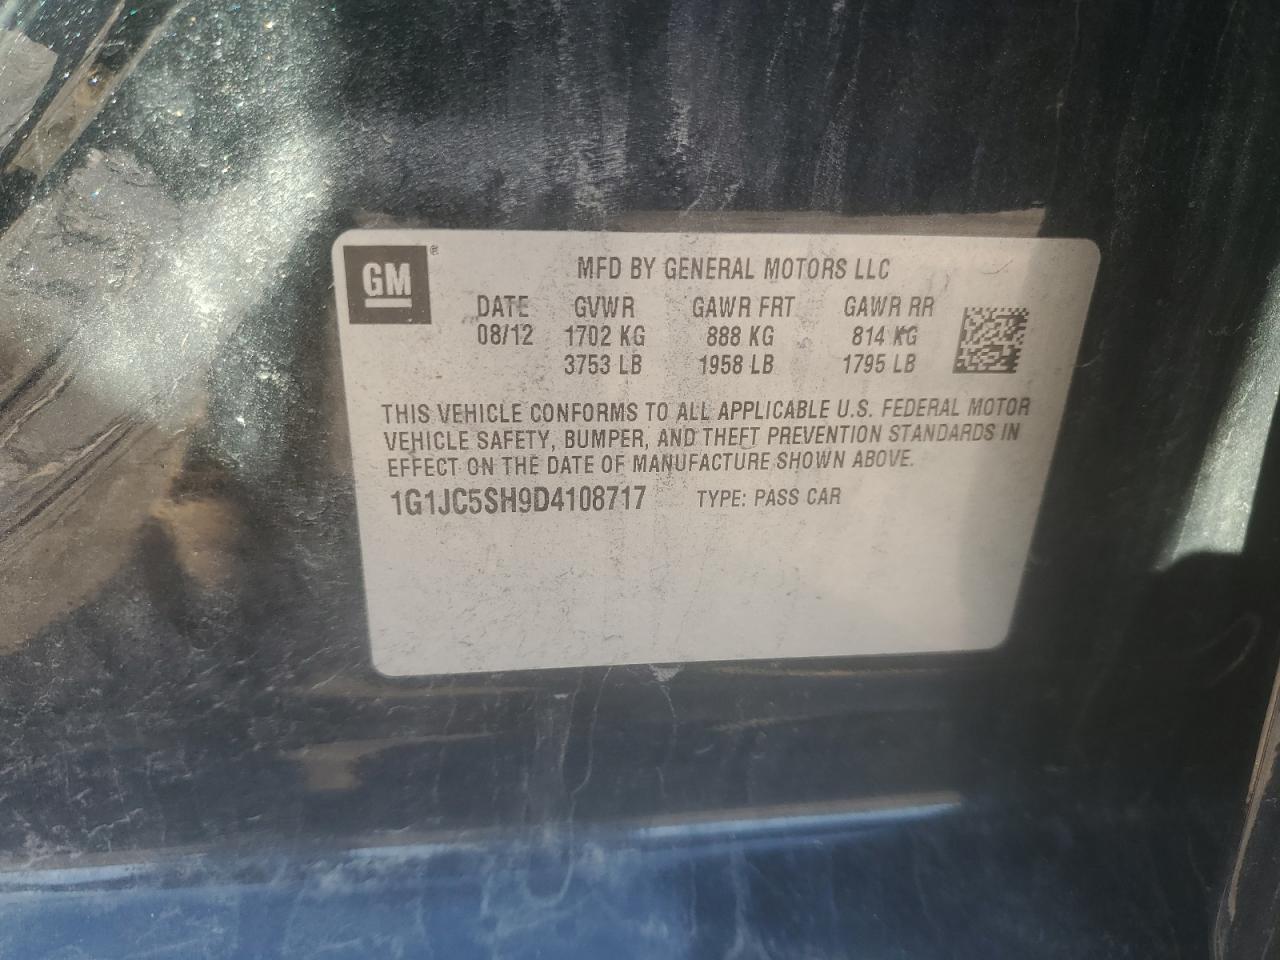 GM®
MFD BY GENERAL MOTORS LLC
DATE GVWR GAWR FRT GAWR RR
08/12 1702 KG 888 KG 814 KG
3753 LB 1958 LB 1795 LB
THIS VEHICLE CONFORMS TO ALL APPLICABLE U.S. FEDERAL MOTOR
VEHICLE SAFETY, BUMPER, AND THEFT PREVENTION STANDARDS IN
EFFECT ON THE DATE OF MANUFACTURE SHOWN ABOVE.
1G1JC5SH9D4108717 TYPE: PASS CAR